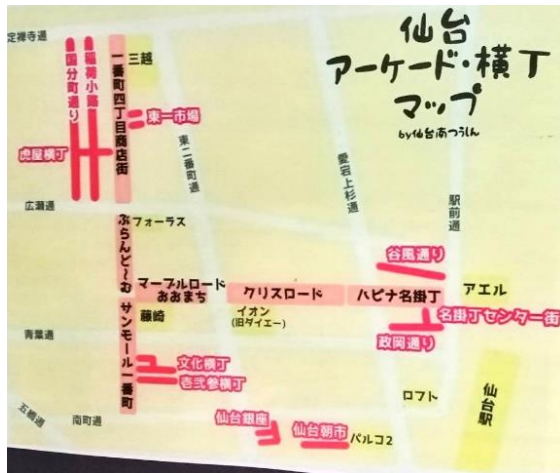 仙台
アーケード・横丁
マップ
by仙台南つうしん
定禅寺通
国分町通り
稲荷小路
一番町四丁目商店街
三越
東一市場
虎屋横丁
東二番町通
愛宕上杉通
駅前通
広瀬通
フォーラス
ぶらんど～む
谷風通り
マーブルロード
おおまち
クリスロード
ハピナ名掛丁
アエル
藤崎
イオン
(旧ダイエー)
名掛丁センター街
青葉通
サンモール一番町
政岡通り
文化横丁
壱弐参横丁
ロフト
仙台駅
五橋通
南町通
仙台銀座
仙台朝市
パルコ2